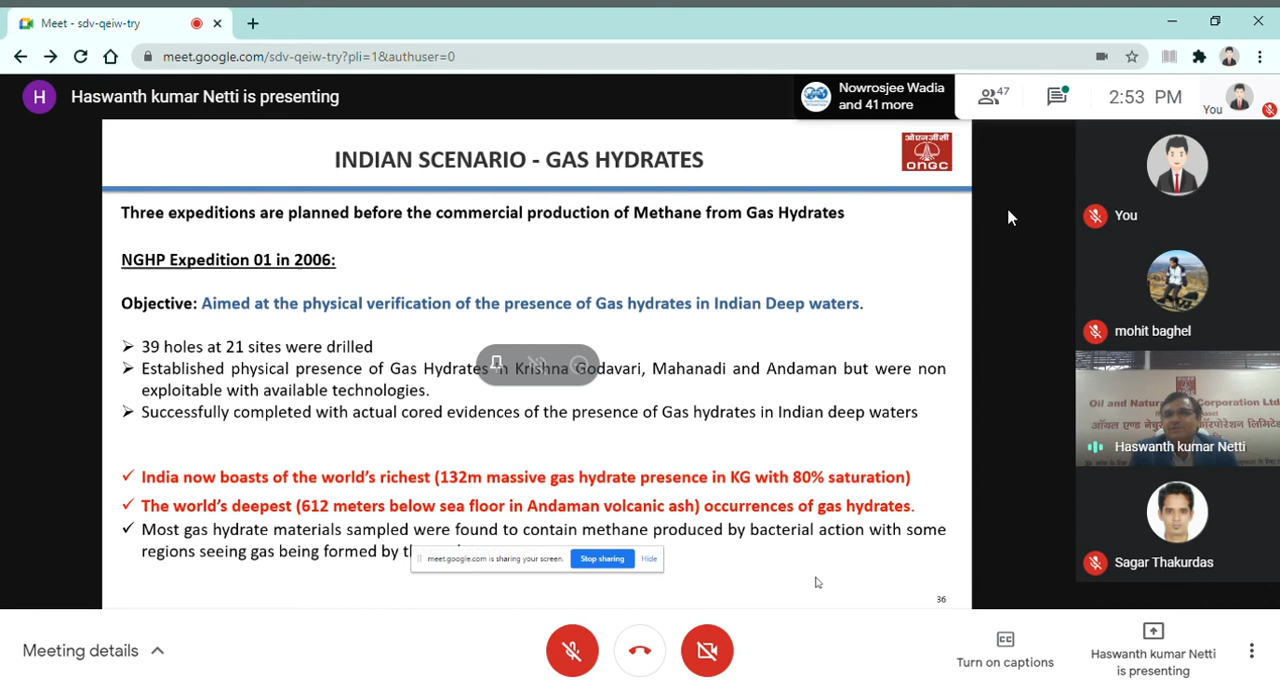 Meet - sdv-qeiw-try
meet.google.com/sdv-qeiw-try?pli=1&authuser=0
H
Haswanth kumar Netti is presenting
Nowrosjee Wadia
and 41 more
47
2:53 PM
You
INDIAN SCENARIO - GAS HYDRATES
ओएनजीसी
ONGC
Three expeditions are planned before the commercial production of Methane from Gas Hydrates
NGHP Expedition 01 in 2006:
Objective: Aimed at the physical verification of the presence of Gas hydrates in Indian Deep waters.
39 holes at 21 sites were drilled
Established physical presence of Gas Hydrates in Krishna Godavari, Mahanadi and Andaman but were non
exploitable with available technologies.
Successfully completed with actual cored evidences of the presence of Gas hydrates in Indian deep waters
India now boasts of the world's richest (132m massive gas hydrate presence in KG with 80% saturation)
The world's deepest (612 meters below sea floor in Andaman volcanic ash) occurrences of gas hydrates.
Most gas hydrate materials sampled were found to contain methane produced by bacterial action with some
regions seeing gas being formed by
meet.google.com is sharing your screen.
Stop sharing
Hide
36
You
mohit baghel
Oil and Corporation Ltd
ऑयल एण्ड कॉरपोरेशन लिमिटेड
Haswanth kumar Netti
Sagar Thakurdas
Meeting details
Turn on captions
Haswanth kumar Netti
is presenting